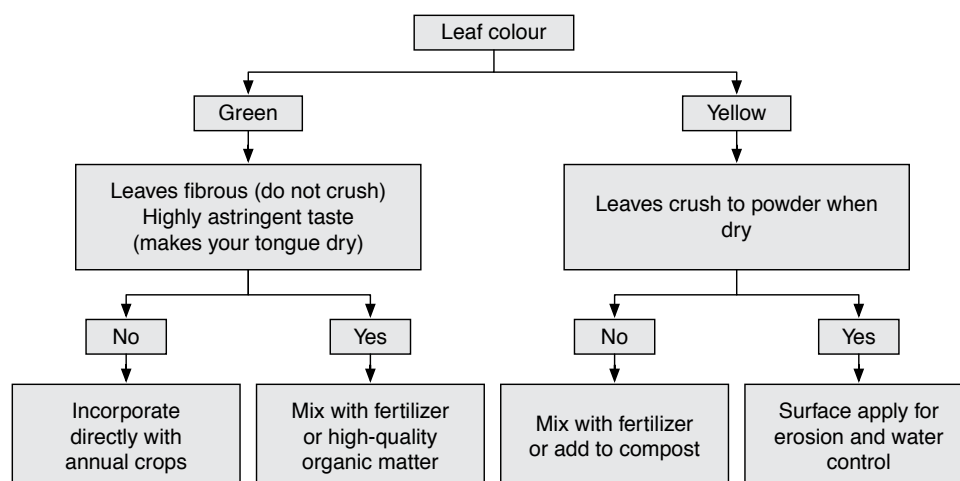 Leaf colour
Green
Yellow
Leaves fibrous (do not crush)
Highly astringent taste
(makes your tongue dry)
Leaves crush to powder when
dry
No
Yes
No
Yes
Incorporate
directly with
annual crops
Mix with fertilizer
or high-quality
organic matter
Mix with fertilizer
or add to compost
Surface apply for
erosion and water
control